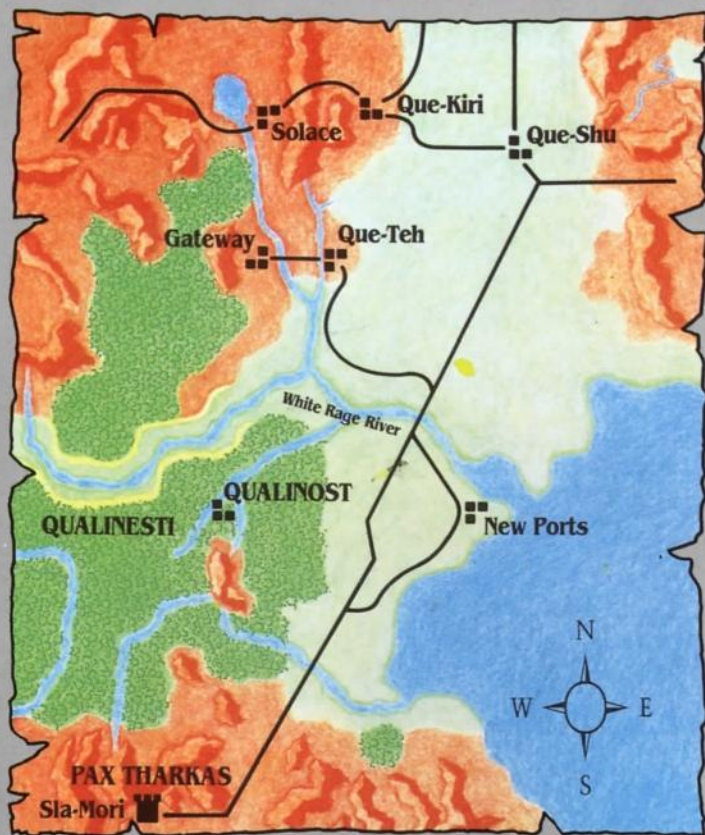 Que-Kiri
Solace
Que-Shu
Gateway
Que-Teh
White Rage River
QUALINOST
QUALINESTI
New Ports
N
W E
S
PAX THARKAS
Sla-Mori